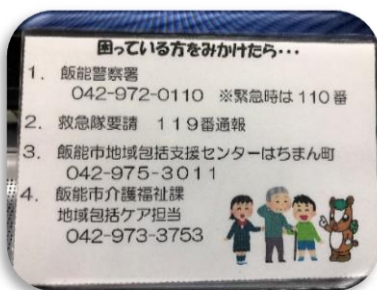 困っている方をみかけたら・・・
1. 飯能警察署
042-972-0110 ※緊急時は110番
2. 救急隊要請 119番通報
3. 飯能市地域包括支援センターはちまん町
042-975-3011
4. 飯能市介護福祉課
地域包括ケア担当
042-973-3753